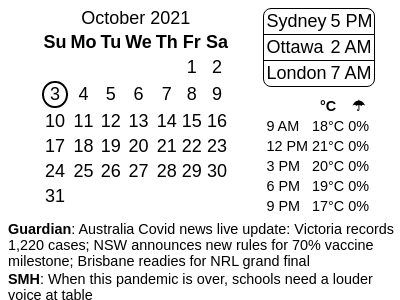 October 2021
Su Mo Tu We Th Fr Sa
1 2
3 4 5 6 7 8 9
10 11 12 13 14 15 16
17 18 19 20 21 22 23
24 25 26 27 28 29 30
31
Sydney 5 PM
Ottawa 2 AM
London 7 AM
°C ☂
9 AM 18°C 0%
12 PM 21°C 0%
3 PM 20°C 0%
6 PM 19°C 0%
9 PM 17°C 0%
Guardian: Australia Covid news live update: Victoria records
1,220 cases; NSW announces new rules for 70% vaccine
milestone; Brisbane readies for NRL grand final
SMH: When this pandemic is over, schools need a louder
voice at table